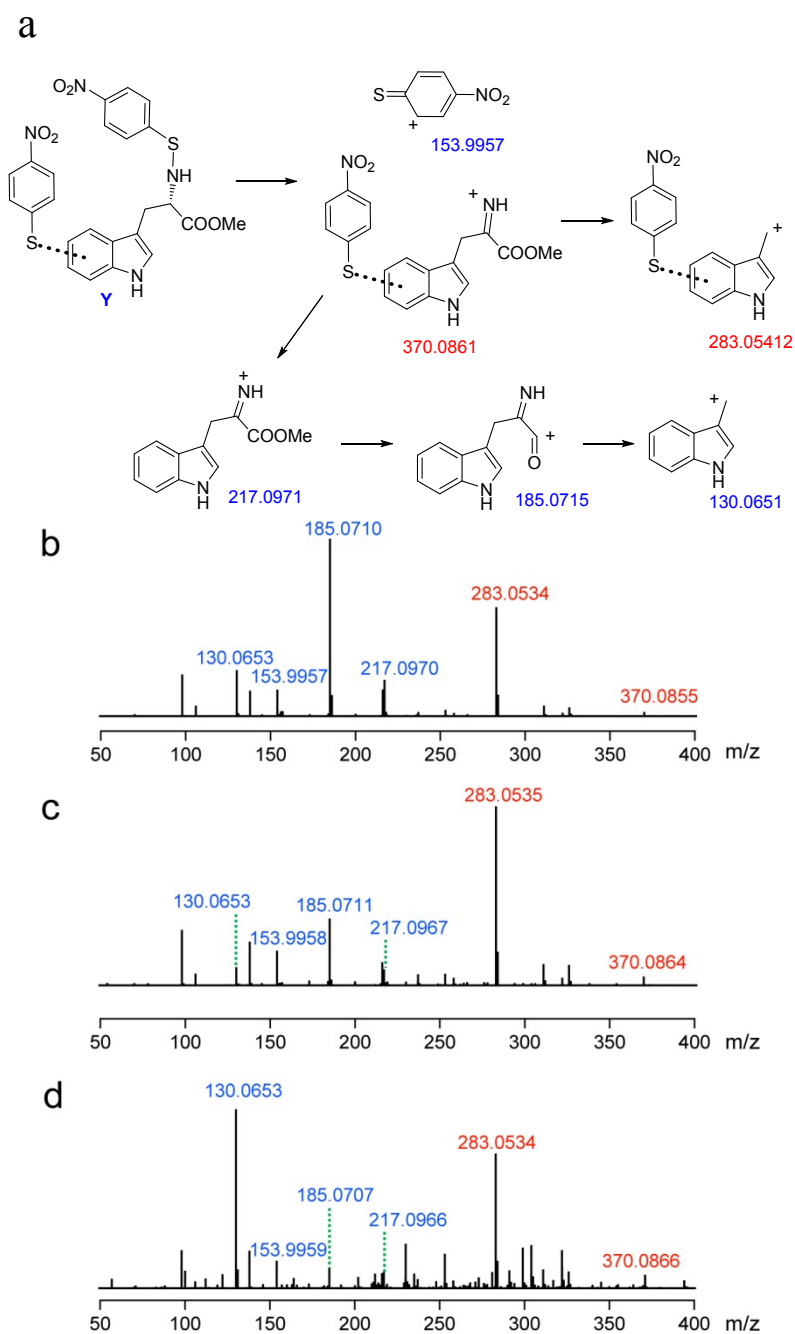 a
O₂N
NO₂
S
NH
COOMe
S
N
H
Y
S
NO₂
+
153.9957
NO₂
+
NH
COOMe
S
N
H
370.0861
NO₂
+
S
N
H
283.05412
+
NH
COOMe
N
H
217.0971
NH
+
O
N
H
185.0715
+
N
H
130.0651
b
185.0710
283.0534
130.0653
153.9957
217.0970
370.0855
50 100 150 200 250 300 350 400 m/z
c
283.0535
130.0653
185.0711
217.0967
153.9958
370.0864
50 100 150 200 250 300 350 400 m/z
d
130.0653
283.0534
185.0707
217.0966
153.9959
370.0866
50 100 150 200 250 300 350 400 m/z